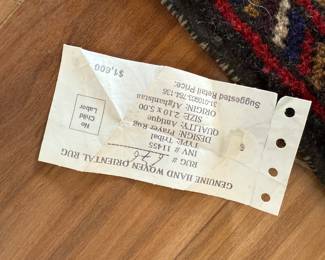 GENUINE HAND WOVEN ORIENTAL RUG
RUG # 676
INV # 11455
TYPE: Tribal
DESIGN: Prayer Rug
QUALITY: Antique
SIZE: 2.10 x 5.00
ORIGIN: Afghanistan
Suggested Retail Price:
$1,600
No
Child
Labor